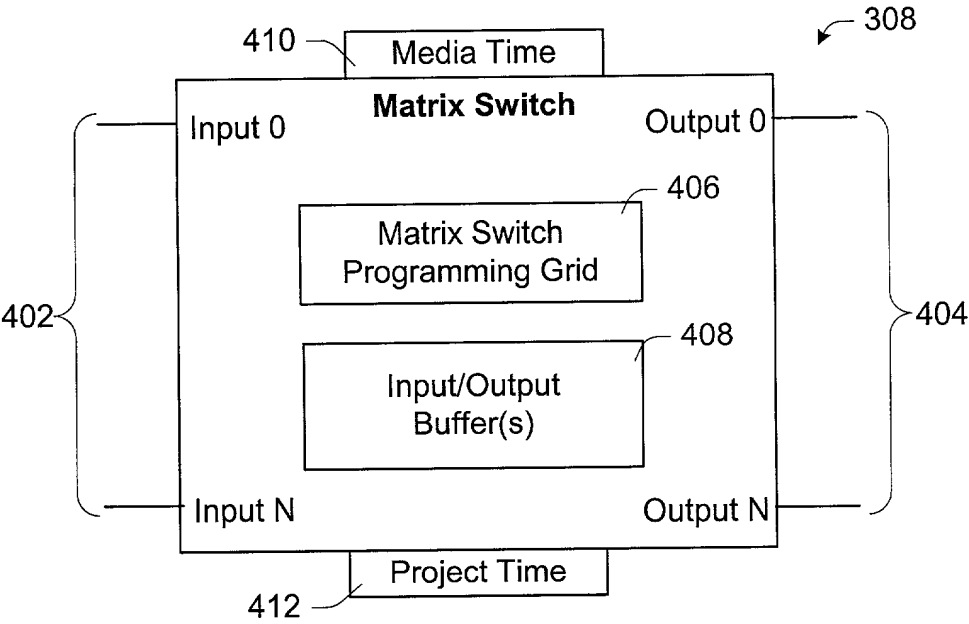 308
410
Media Time
Matrix Switch
Input 0
Output 0
406
Matrix Switch
Programming Grid
402
404
408
Input/Output
Buffer(s)
Input N
Output N
Project Time
412